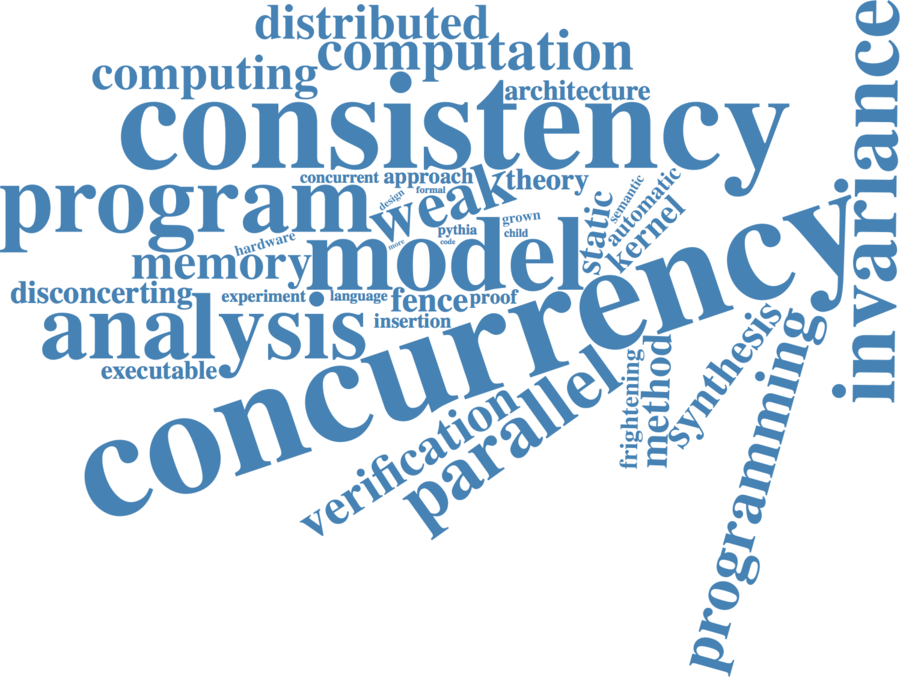 distributed
computation
computing
architecture
consistency
concurrent
approach
theory
program
weak
design
formal
semantic
automatic
static
kernel
grown
child
pythia
code
more
hardware
memory
model
invariance
disconcerting
experiment
language
fence
proof
insertion
analysis
executable
concurrency
verification
parallel
frightening
method
synthesis
programming